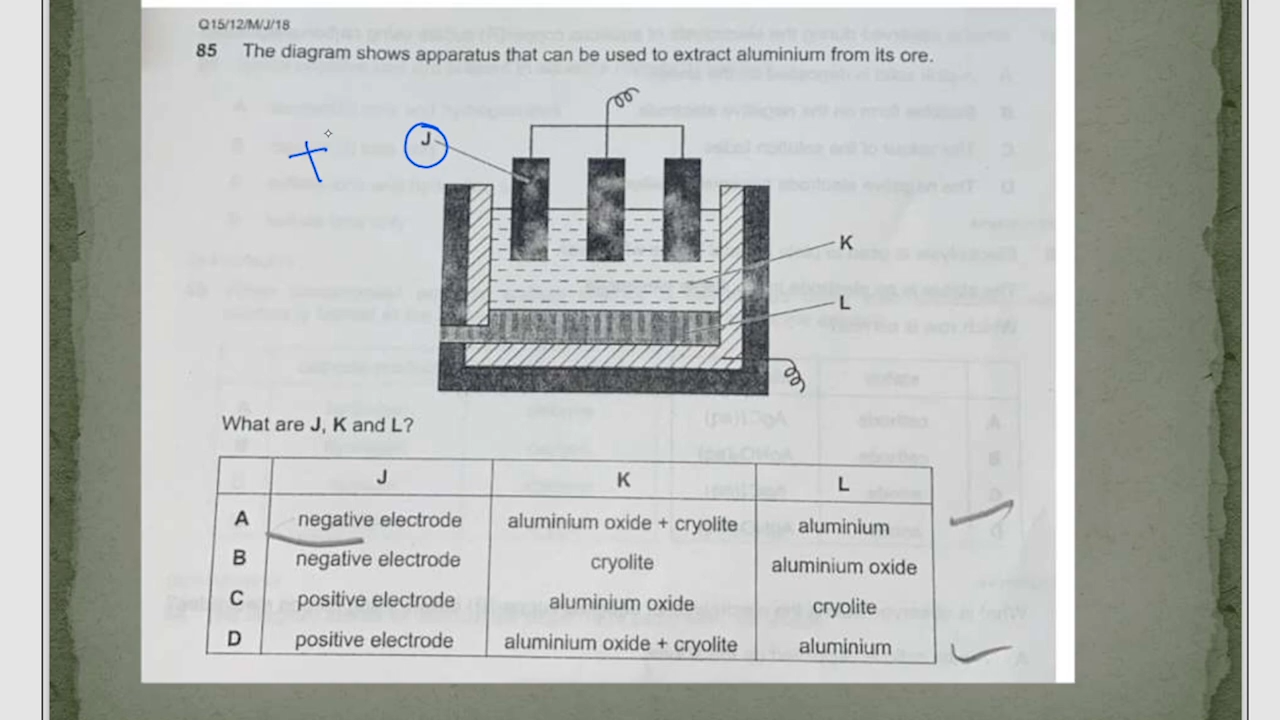 Q15/12/M/J/18
85 The diagram shows apparatus that can be used to extract aluminium from its ore.
+
J
K
L
What are J, K and L?
J K L
A negative electrode aluminium oxide + cryolite aluminium
B negative electrode cryolite aluminium oxide
C positive electrode aluminium oxide cryolite
D positive electrode aluminium oxide + cryolite aluminium